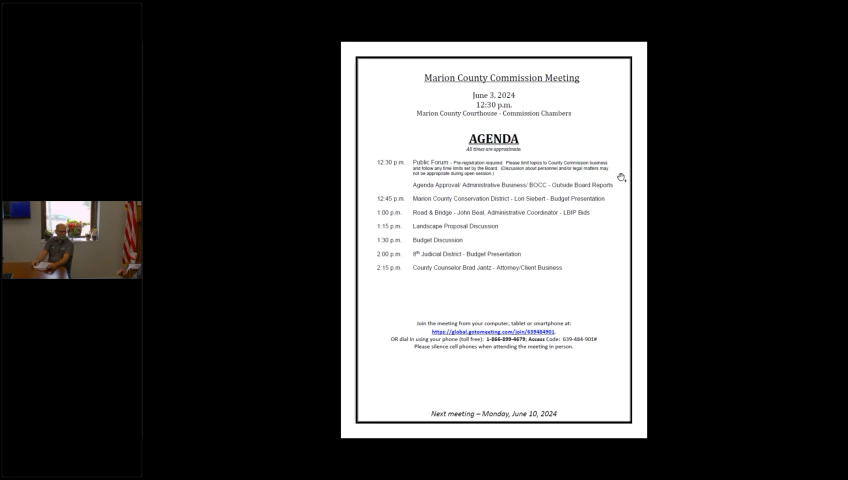 Marion County Commission Meeting
June 3, 2024
12:30 p.m.
Marion County Courthouse - Commission Chambers
AGENDA
All times are approximate.
12:30 p.m. Public Forum - Pre-registration required. Please limit topics to County Commission business
and follow any time limits set by the Board. (Discussion about personnel and/or legal matters may
not be appropriate during open session.)
Agenda Approval/ Administrative Business/ BOCC - Outside Board Reports
12:45 p.m. Marion County Conservation District - Lori Siebert - Budget Presentation
1:00 p.m. Road & Bridge - John Beal, Administrative Coordinator - LBIP Bids
1:15 p.m. Landscape Proposal Discussion
1:30 p.m. Budget Discussion
2:00 p.m. 8th Judicial District - Budget Presentation
2:15 p.m. County Counselor Brad Jantz - Attorney/Client Business
Join the meeting from your computer, tablet or smartphone at:
https://global.gotomeeting.com/join/639484901.
OR dial in using your phone (toll free): 1-866-899-4679; Access Code: 639-484-901#
Please silence cell phones when attending the meeting in person.
Next meeting – Monday, June 10, 2024